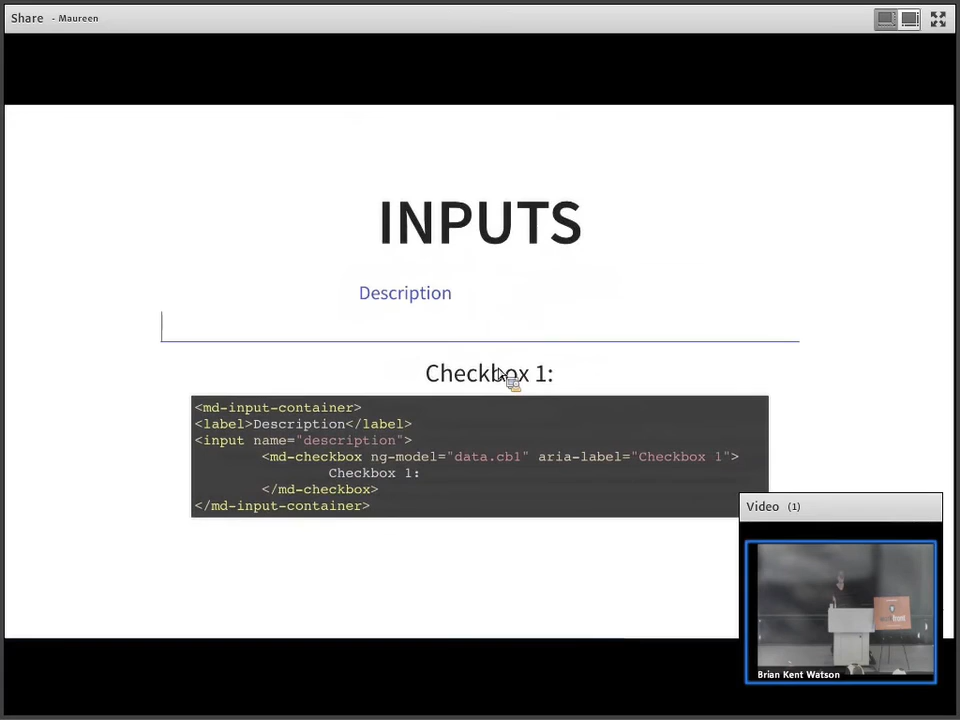 Share - Maureen
INPUTS
Description
Checkbox 1:
<md-input-container>
<label>Description</label>
<input name="description">
<md-checkbox ng-model="data.cb1" aria-label="Checkbox 1">
Checkbox 1:
</md-checkbox>
</md-input-container>
Video (1)
Brian Kent Watson